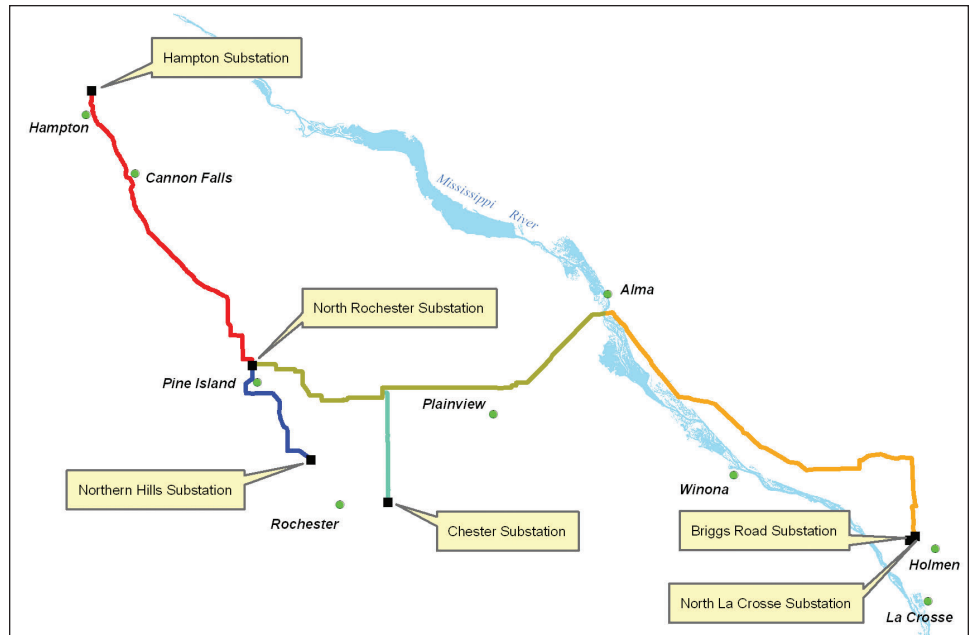 Hampton Substation
Hampton
Cannon Falls
Mississippi River
Alma
North Rochester Substation
Pine Island
Plainview
Northern Hills Substation
Rochester
Chester Substation
Winona
Briggs Road Substation
Holmen
North La Crosse Substation
La Crosse